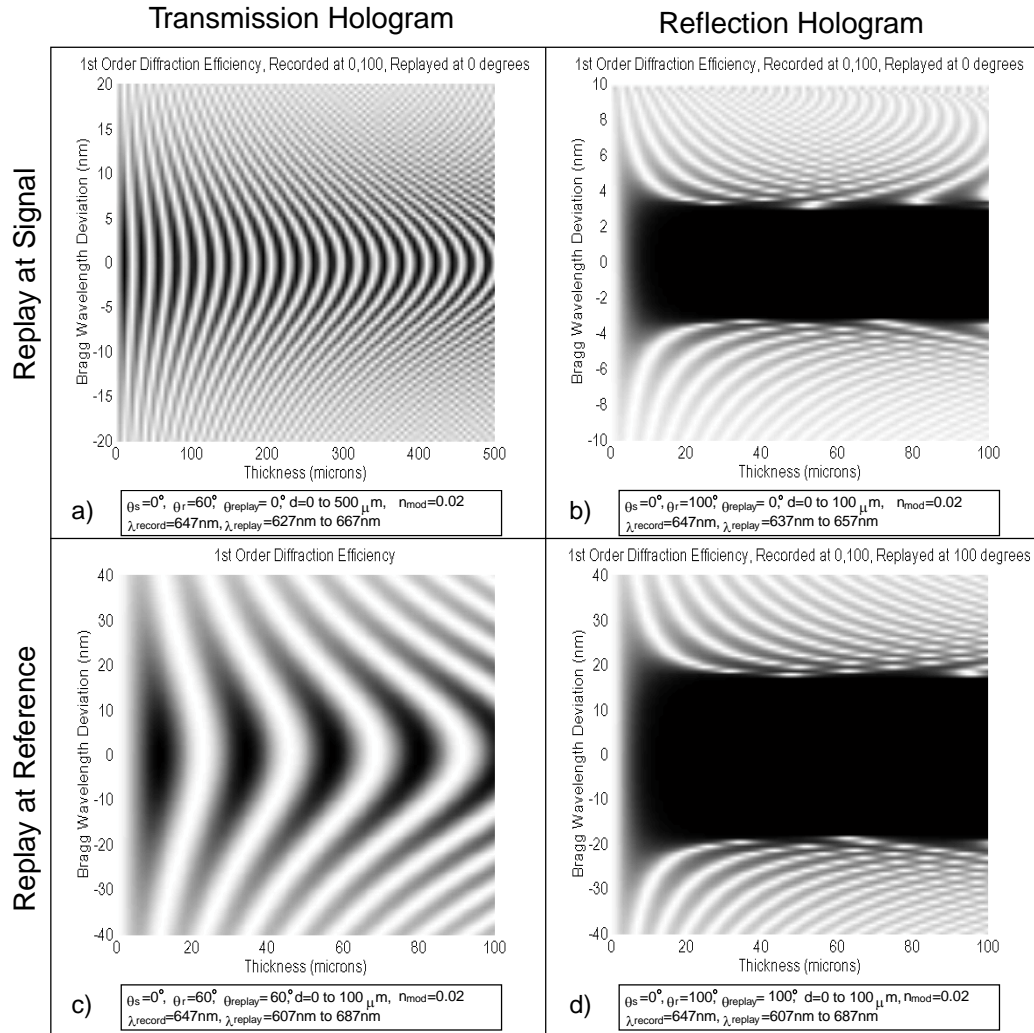 Transmission Hologram
Reflection Hologram
Replay at Signal
1st Order Diffraction Efficiency, Recorded at 0,100, Replayed at 0 degrees
Bragg Wavelength Deviation (nm)
20
15
10
5
0
-5
-10
-15
-20
0 100 200 300 400 500
Thickness (microns)
a)
θs=0°, θr=60°, θreplay= 0,° d=0 to 500 μm, nmod=0.02
λrecord=647nm, λreplay=627nm to 667nm
1st Order Diffraction Efficiency, Recorded at 0,100, Replayed at 0 degrees
Bragg Wavelength Deviation (nm)
10
8
6
4
2
0
-2
-4
-6
-8
-10
0 20 40 60 80 100
Thickness (microns)
b)
θs=0°, θr=100°, θreplay= 0,° d=0 to 100 μm, nmod=0.02
λrecord=647nm, λreplay=637nm to 657nm
Replay at Reference
1st Order Diffraction Efficiency
Bragg Wavelength Deviation (nm)
40
30
20
10
0
-10
-20
-30
-40
0 20 40 60 80 100
Thickness (microns)
c)
θs=0°, θr=60°, θreplay= 60,° d=0 to 100 μm, nmod=0.02
λrecord=647nm, λreplay=607nm to 687nm
1st Order Diffraction Efficiency, Recorded at 0,100, Replayed at 100 degrees
Bragg Wavelength Deviation (nm)
40
30
20
10
0
-10
-20
-30
-40
0 20 40 60 80 100
Thickness (microns)
d)
θs=0°, θr=100°, θreplay= 100,° d=0 to 100 μm, nmod=0.02
λrecord=647nm, λreplay=607nm to 687nm